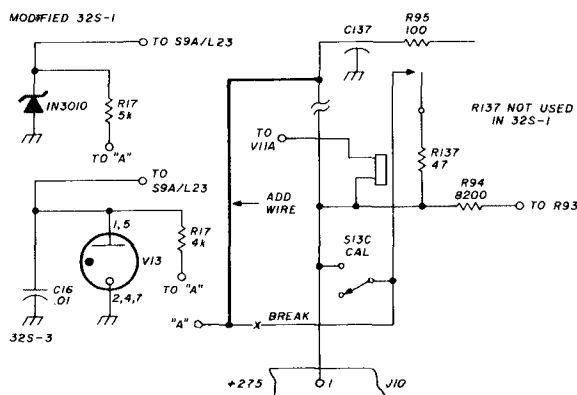 MODIFIED 32S-1
TO S9A/L23
1N3010
R17
5k
TO "A"
TO
S9A/L23
1,5
V13
2,4,7
C16
.01
32S-3
R17
4k
TO "A"
"A"
C137
R95
100
TO
V11A
ADD
WIRE
R137 NOT USED
IN 32S-1
R137
47
R94
8200
TO R93
S13C
CAL
X BREAK
+275
1
J10